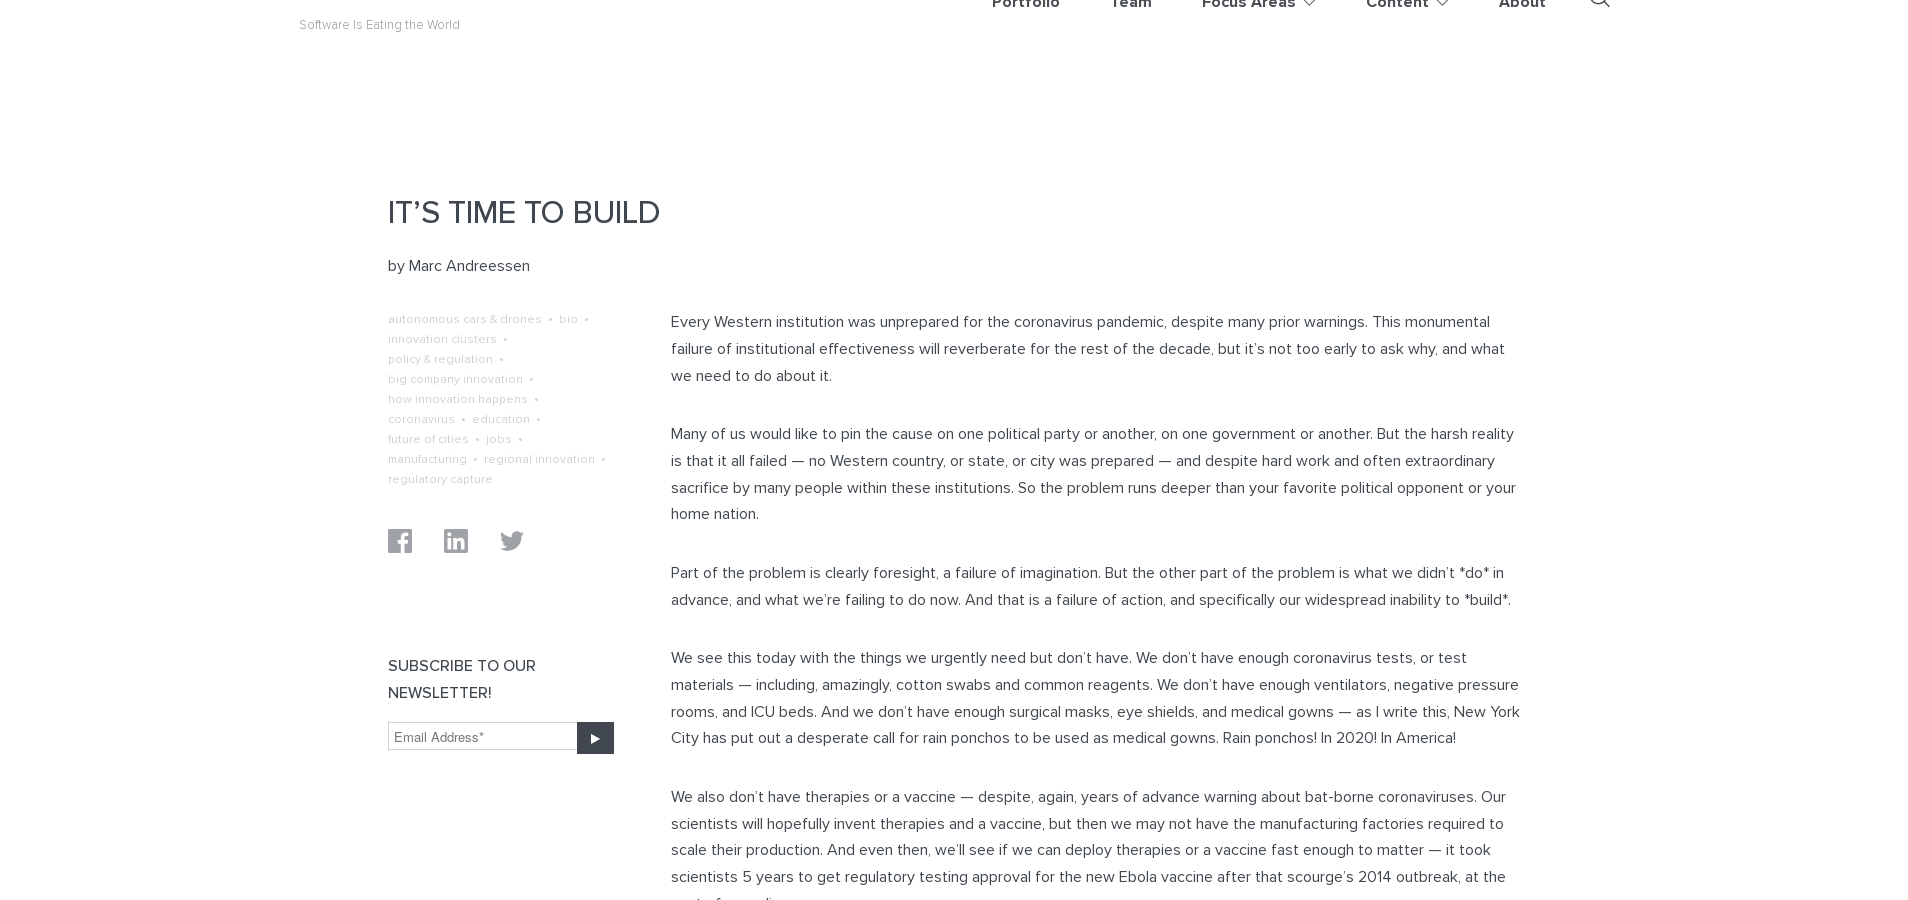 Portfolio Team Focus Areas Content About
Software Is Eating the World
IT’S TIME TO BUILD
by Marc Andreessen
autonomous cars & drones • bio •
innovation clusters •
policy & regulation •
big company innovation •
how innovation happens •
coronavirus • education •
future of cities • jobs •
manufacturing • regional innovation •
regulatory capture
SUBSCRIBE TO OUR
NEWSLETTER!
Email Address*
Every Western institution was unprepared for the coronavirus pandemic, despite many prior warnings. This monumental
failure of institutional effectiveness will reverberate for the rest of the decade, but it’s not too early to ask why, and what
we need to do about it.
Many of us would like to pin the cause on one political party or another, on one government or another. But the harsh reality
is that it all failed — no Western country, or state, or city was prepared — and despite hard work and often extraordinary
sacrifice by many people within these institutions. So the problem runs deeper than your favorite political opponent or your
home nation.
Part of the problem is clearly foresight, a failure of imagination. But the other part of the problem is what we didn’t *do* in
advance, and what we’re failing to do now. And that is a failure of action, and specifically our widespread inability to *build*.
We see this today with the things we urgently need but don’t have. We don’t have enough coronavirus tests, or test
materials — including, amazingly, cotton swabs and common reagents. We don’t have enough ventilators, negative pressure
rooms, and ICU beds. And we don’t have enough surgical masks, eye shields, and medical gowns — as I write this, New York
City has put out a desperate call for rain ponchos to be used as medical gowns. Rain ponchos! In 2020! In America!
We also don’t have therapies or a vaccine — despite, again, years of advance warning about bat-borne coronaviruses. Our
scientists will hopefully invent therapies and a vaccine, but then we may not have the manufacturing factories required to
scale their production. And even then, we’ll see if we can deploy therapies or a vaccine fast enough to matter — it took
scientists 5 years to get regulatory testing approval for the new Ebola vaccine after that scourge’s 2014 outbreak, at the